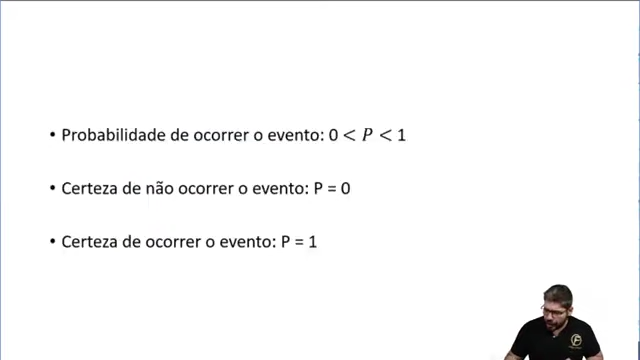 • Probabilidade de ocorrer o evento: 0 < P < 1
• Certeza de não ocorrer o evento: P = 0
• Certeza de ocorrer o evento: P = 1